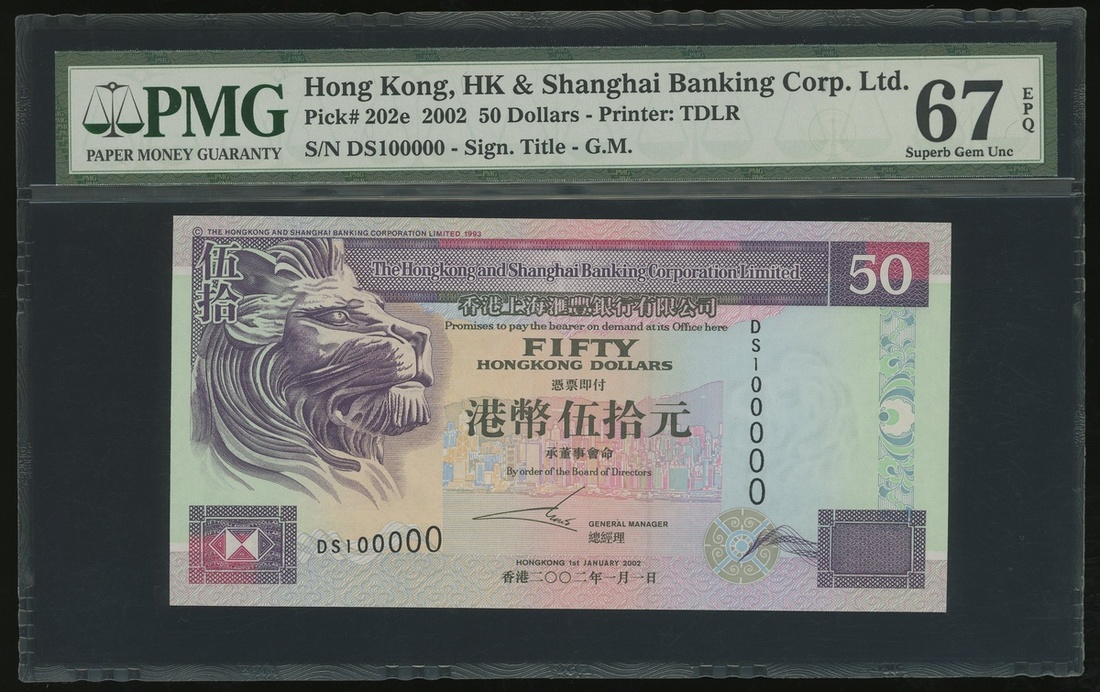 PMG
PAPER MONEY GUARANTY
Hong Kong, HK & Shanghai Banking Corp. Ltd.
Pick# 202e 2002 50 Dollars - Printer: TDLR
S/N DS100000 - Sign. Title - G.M.
67
EPQ
Superb Gem Unc
© THE HONGKONG AND SHANGHAI BANKING CORPORATION LIMITED 1993
伍拾
The Hongkong and Shanghai Banking Corporation Limited
50
香港上海滙豐銀行有限公司
Promises to pay the bearer on demand at its Office here
FIFTY
HONGKONG DOLLARS
憑票即付
港幣伍拾元
承董事會命
By order of the Board of Directors
DS100000
GENERAL MANAGER
總經理
DS100000
HONGKONG 1st JANUARY 2002
香港二〇〇二年一月一日